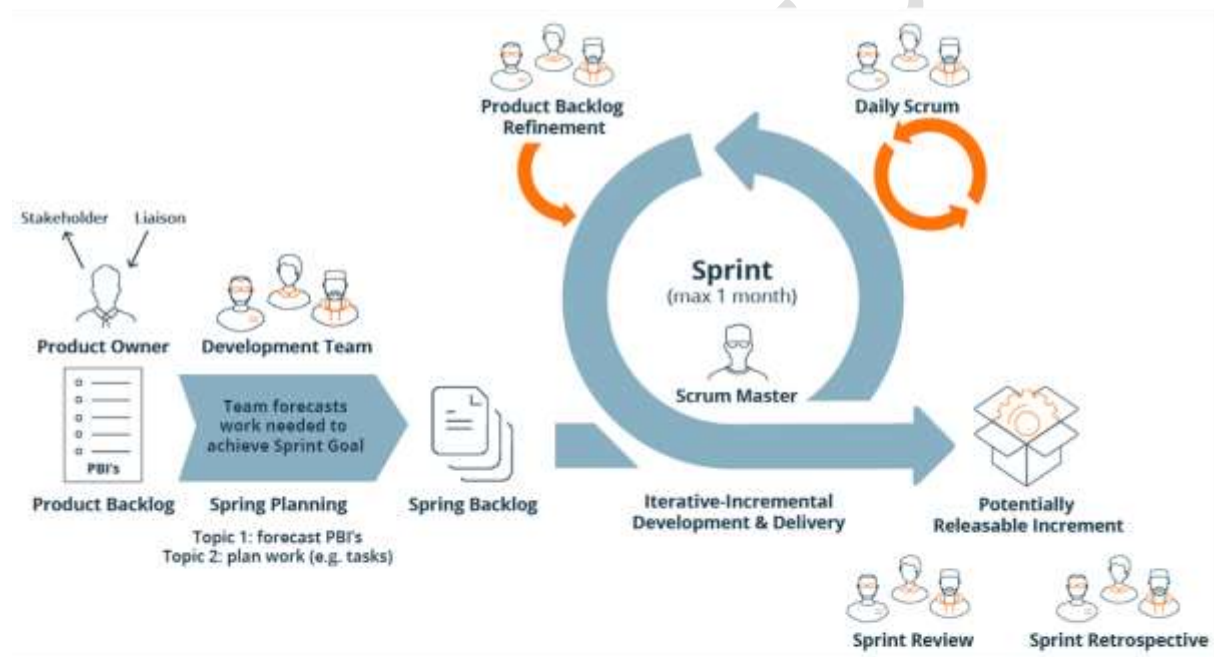 Product Backlog
Refinement
Daily Scrum
Stakeholder
Liaison
Sprint
(max 1 month)
Product Owner
Development Team
Scrum Master
Team forecasts
work needed to
achieve Sprint Goal
PBI's
Product Backlog
Spring Planning
Spring Backlog
Topic 1: forecast PBI's
Topic 2: plan work (e.g. tasks)
Iterative-Incremental
Development & Delivery
Potentially
Releasable Increment
Sprint Review
Sprint Retrospective